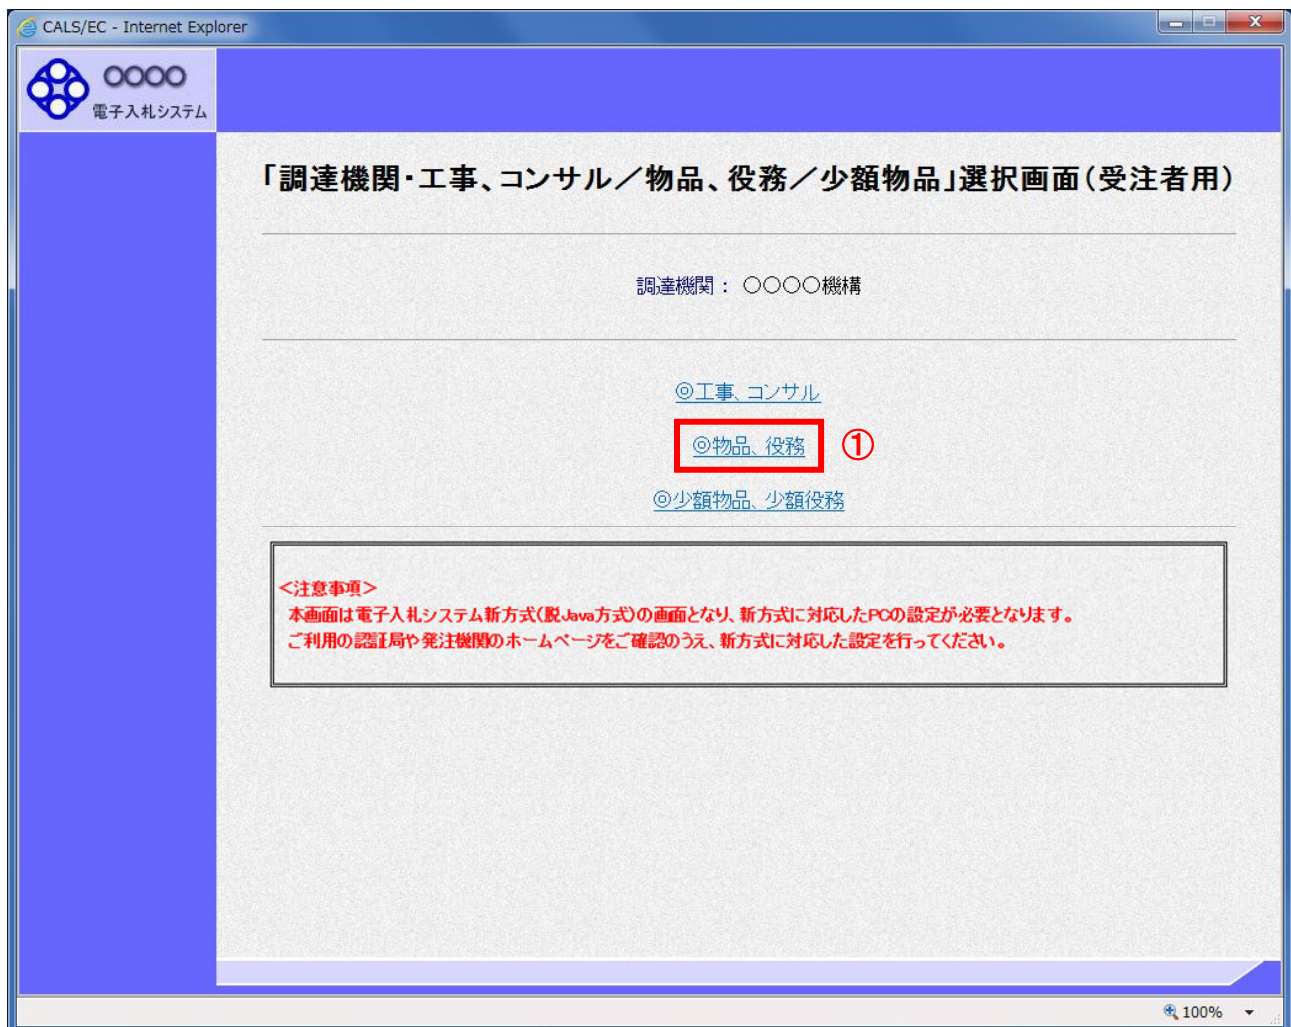 CALS/EC - Internet Explorer
○○○○
電子入札システム
「調達機関・工事、コンサル／物品、役務／少額物品」選択画面(受注者用)
調達機関： ○○○○機構
◎工事、コンサル
◎物品、役務 ①
◎少額物品、少額役務
＜注意事項＞
本画面は電子入札システム新方式(脱Java方式)の画面となり、新方式に対応したPCの設定が必要となります。
ご利用の認証局や発注機関のホームページをご確認のうえ、新方式に対応した設定を行ってください。
100%